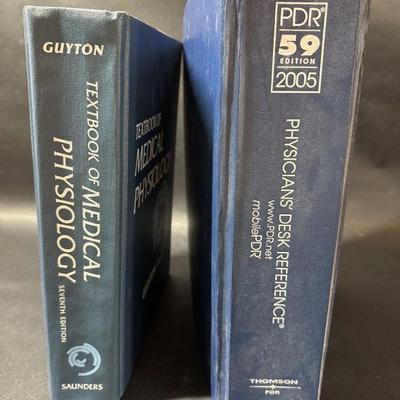 GUYTON
TEXTBOOK OF MEDICAL
PHYSIOLOGY
SEVENTH EDITION
SAUNDERS
TEXTBOOK OF
MEDICAL
PHYSIOLOGY
PDR®
59
EDITION
2005
PHYSICIANS' DESK REFERENCE®
www.PDR.net
mobilePDR
THOMSON
PDR